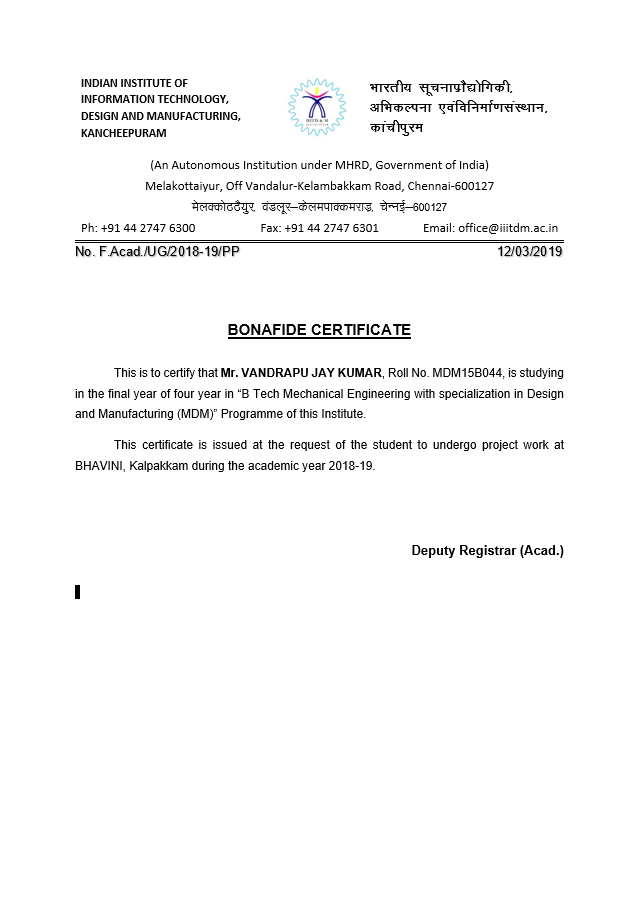 INDIAN INSTITUTE OF
INFORMATION TECHNOLOGY,
DESIGN AND MANUFACTURING,
KANCHEEPURAM
भारतीय सूचनाप्रौद्योगिकी,
अभिकल्पना एवंविनिर्माणसंस्थान,
कांचीपुरम
(An Autonomous Institution under MHRD, Government of India)
Melakottaiyur, Off Vandalur-Kelambakkam Road, Chennai-600127
मेलक्कोठठैयुर, वंडलूर–केलमपाक्कमराड़, चेन्नई–600127
Ph: +91 44 2747 6300 Fax: +91 44 2747 6301 Email: office@iiitdm.ac.in
No. F.Acad./UG/2018-19/PP 12/03/2019
BONAFIDE CERTIFICATE
This is to certify that Mr. VANDRAPU JAY KUMAR, Roll No. MDM15B044, is studying
in the final year of four year in “B Tech Mechanical Engineering with specialization in Design
and Manufacturing (MDM)” Programme of this Institute.
This certificate is issued at the request of the student to undergo project work at
BHAVINI, Kalpakkam during the academic year 2018-19.
Deputy Registrar (Acad.)